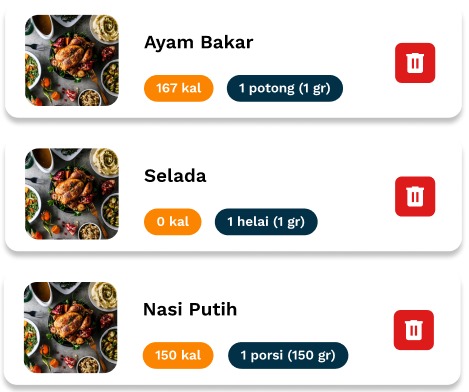 Ayam Bakar
167 kal 1 potong (1 gr)
Selada
0 kal 1 helai (1 gr)
Nasi Putih
150 kal 1 porsi (150 gr)